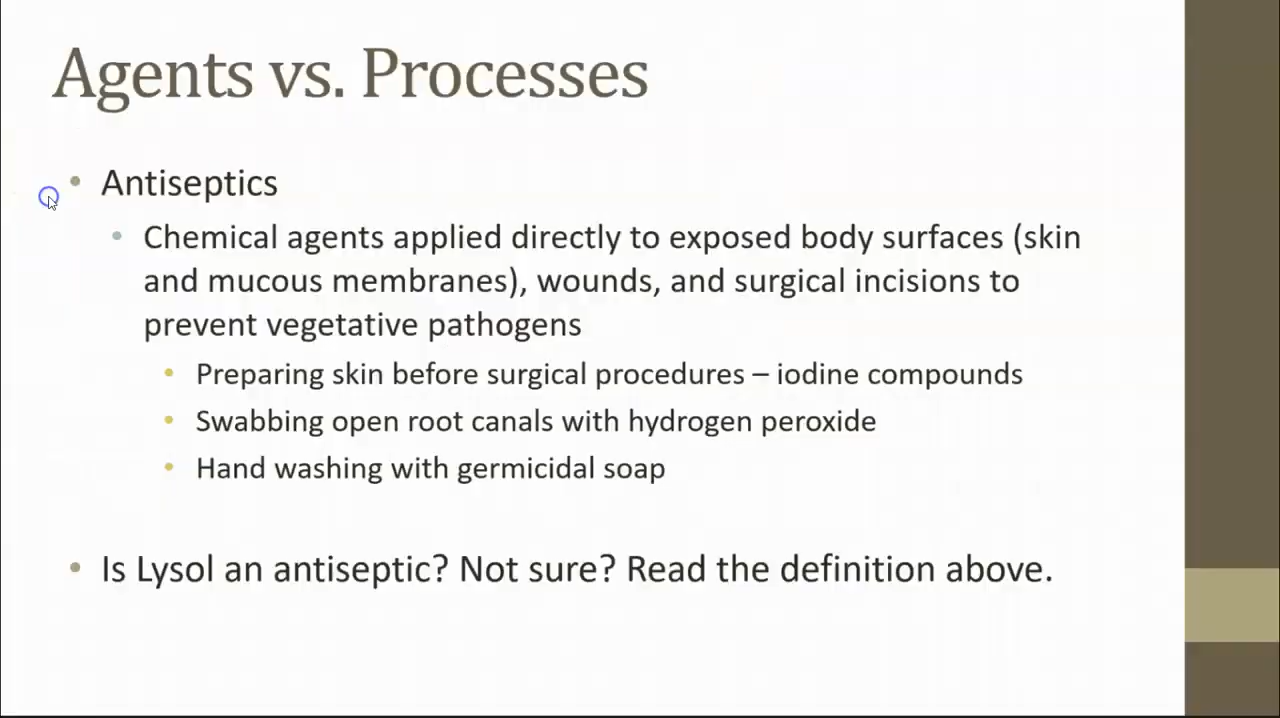 Agents vs. Processes
• Antiseptics
• Chemical agents applied directly to exposed body surfaces (skin
and mucous membranes), wounds, and surgical incisions to
prevent vegetative pathogens
• Preparing skin before surgical procedures – iodine compounds
• Swabbing open root canals with hydrogen peroxide
• Hand washing with germicidal soap
• Is Lysol an antiseptic? Not sure? Read the definition above.